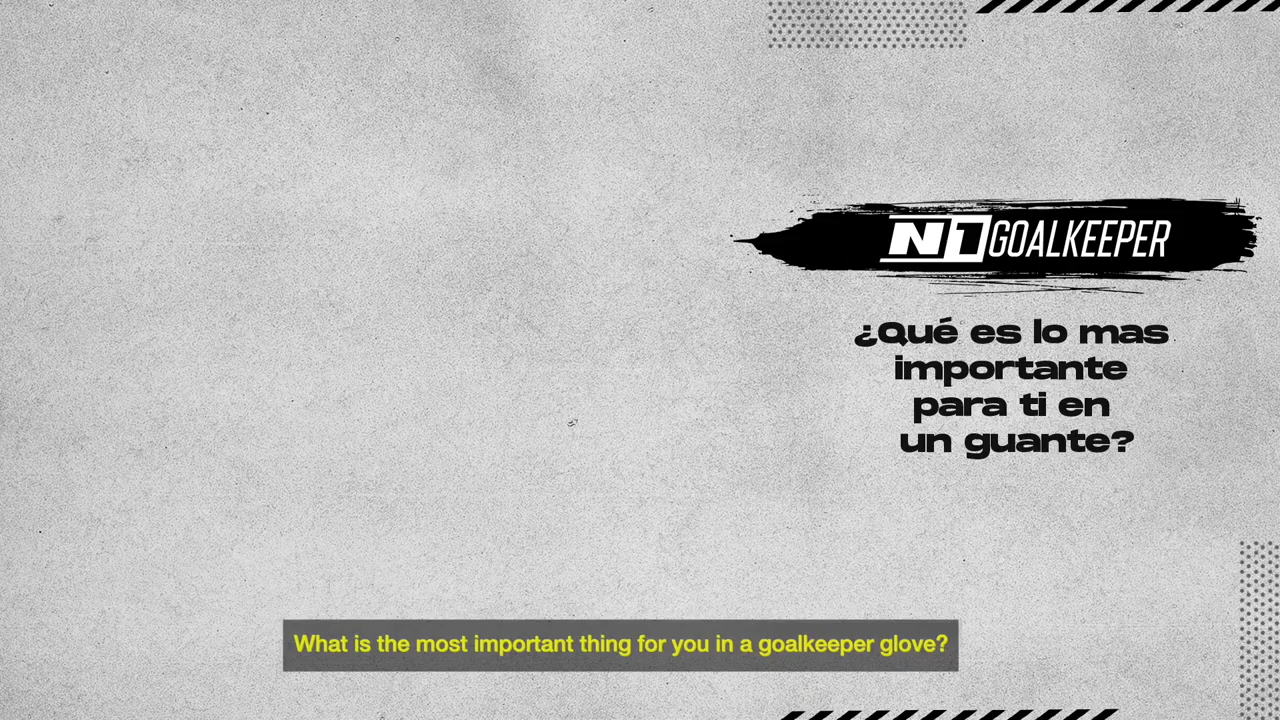 N1 GOALKEEPER
¿Qué es lo mas
importante
para ti en
un guante?
What is the most important thing for you in a goalkeeper glove?